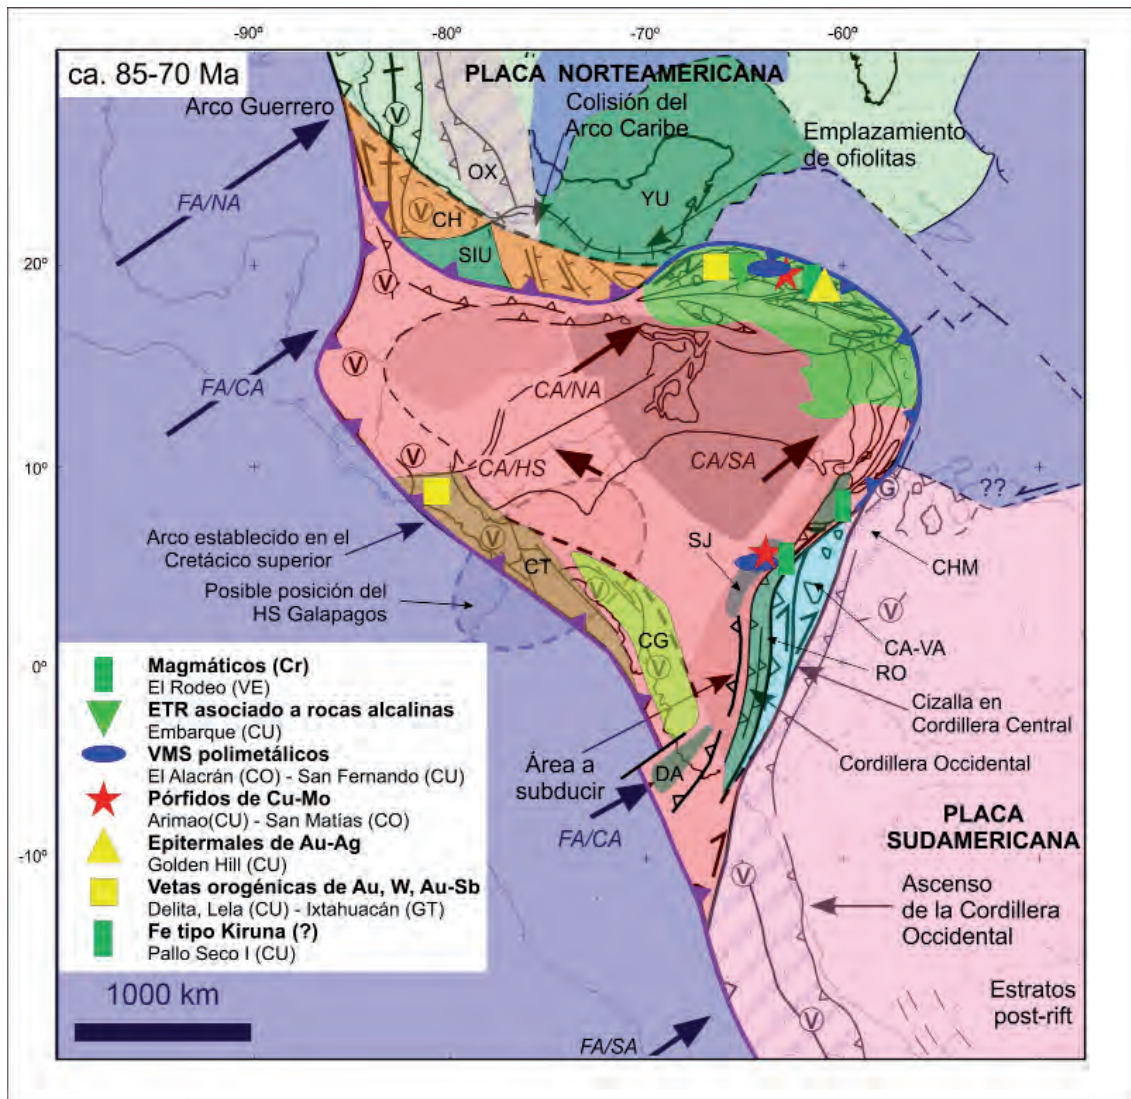 -90º
-80º
-70º
-60º
ca. 85-70 Ma
PLACA NORTEAMERICANA
Arco Guerrero
Colisión del
Arco Caribe
Emplazamiento
de ofiolitas
V
OX
FA/NA
YU
V
CH
SIU
20º
V
FA/CA
V
CA/NA
V
CA/HS
CA/SA
10º
G
??
Arco establecido en el
Cretácico superior
V
CT
SJ
CHM
Posible posición del
HS Galapagos
V
V
CG
V
CA-VA
RO
0º
Cizalla en
Cordillera Central
Área a
subducir
DA
Cordillera Occidental
FA/CA
PLACA
SUDAMERICANA
-10º
V
Ascenso
de la Cordillera
Occidental
Estratos
post-rift
V
FA/SA
Magmáticos (Cr)
El Rodeo (VE)
ETR asociado a rocas alcalinas
Embarque (CU)
VMS polimetálicos
El Alacrán (CO) - San Fernando (CU)
Pórfidos de Cu-Mo
Arimao(CU) - San Matías (CO)
Epitermales de Au-Ag
Golden Hill (CU)
Vetas orogénicas de Au, W, Au-Sb
Delita, Lela (CU) - Ixtahuacán (GT)
Fe tipo Kiruna (?)
Pallo Seco I (CU)
1000 km